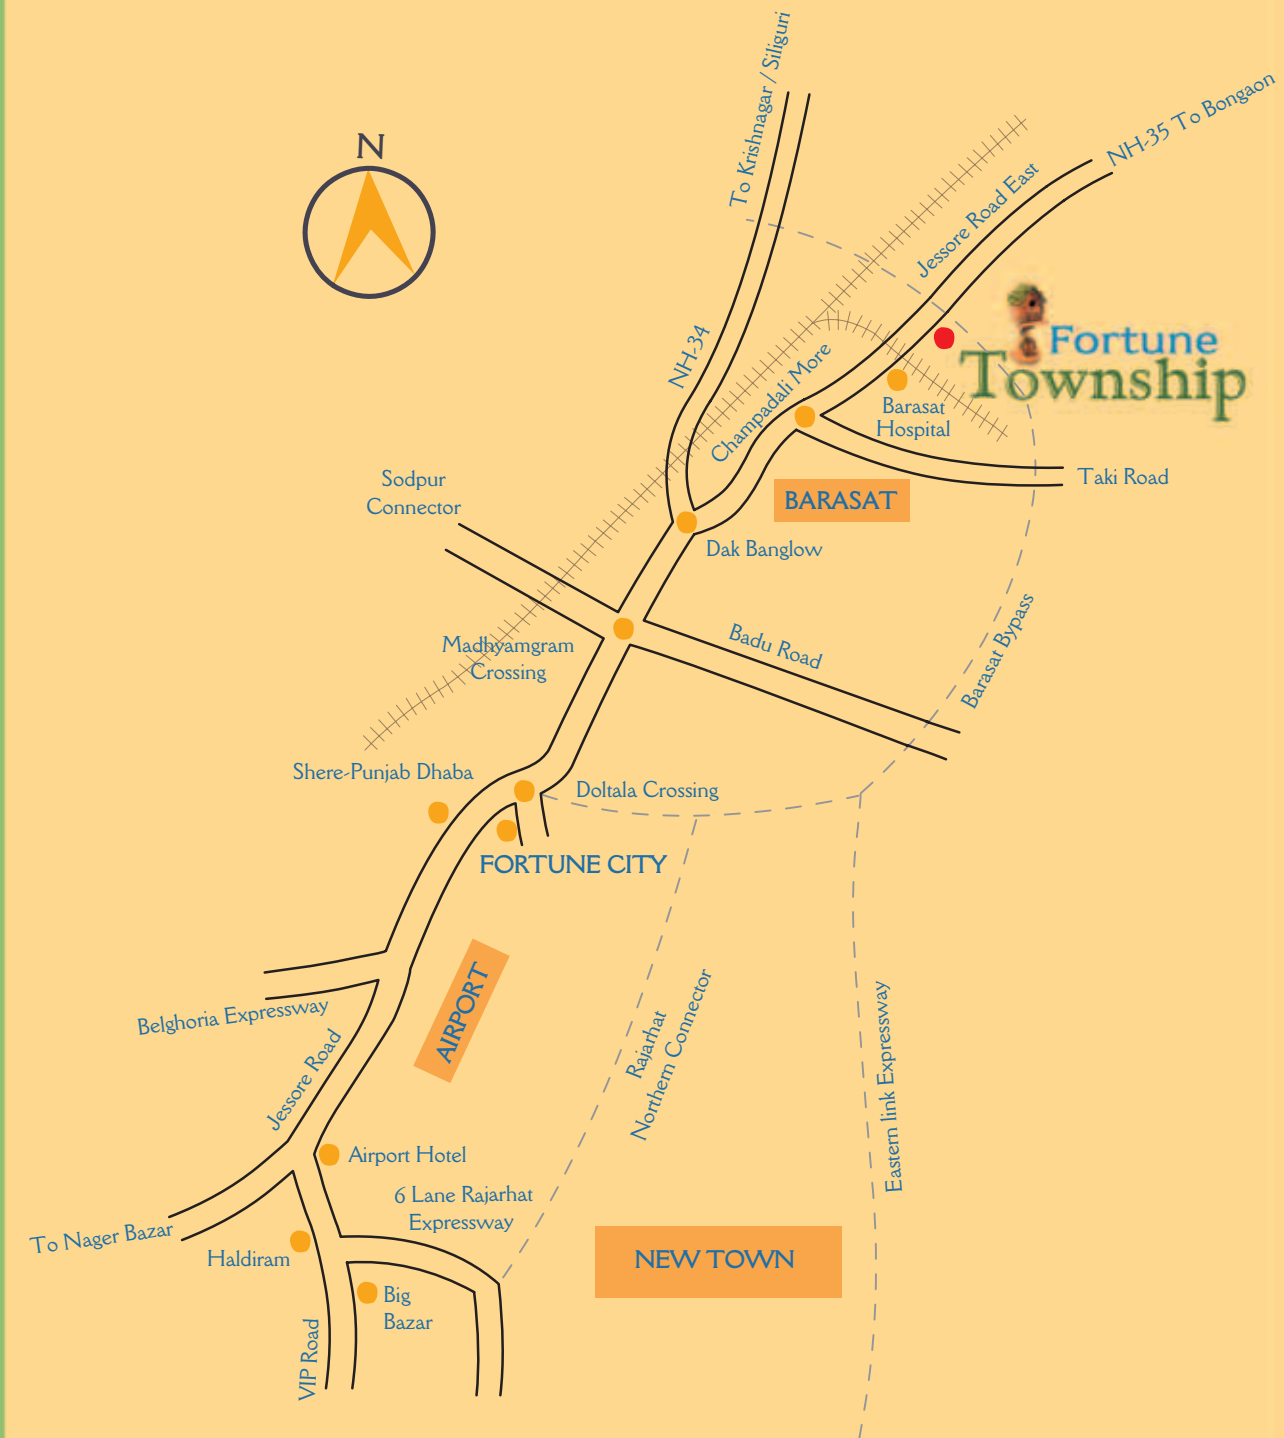 To Krishnagar / Siliguri
NH-35 To Bongaon
N
Jessore Road East
Fortune
Township
NH-34
Champadali More
Barasat
Hospital
Taki Road
Sodpur
Connector
BARASAT
Dak Banglow
Madhyamgram
Crossing
Badu Road
Barasat Bypass
Shere-Punjab Dhaba
Doltala Crossing
FORTUNE CITY
AIRPORT
Belghoria Expressway
Jessore Road
Rajarhat
Northern Connector
Eastern link Expressway
Airport Hotel
6 Lane Rajarhat
Expressway
To Nager Bazar
Haldiram
NEW TOWN
Big
Bazar
VIP Road